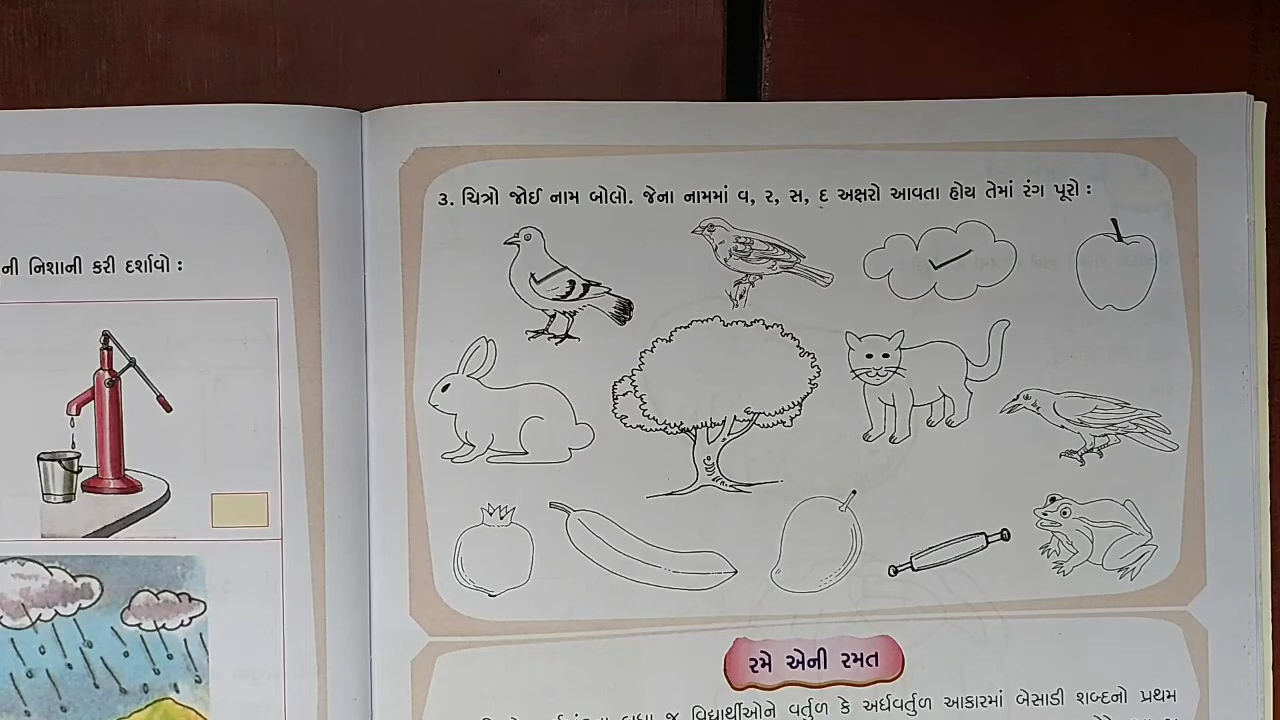 ની નિશાની કરી દર્શાવો :
૩. ચિત્રો જોઈ નામ બોલો. જેના નામમાં વ, ર, સ, દ અક્ષરો આવતા હોય તેમાં રંગ પૂરો :
રમે એની રમત
જ વિદ્યાર્થીઓને વર્તુળ કે અર્ધવર્તુળ આકારમાં બેસાડી શબ્દનો પ્રથમ